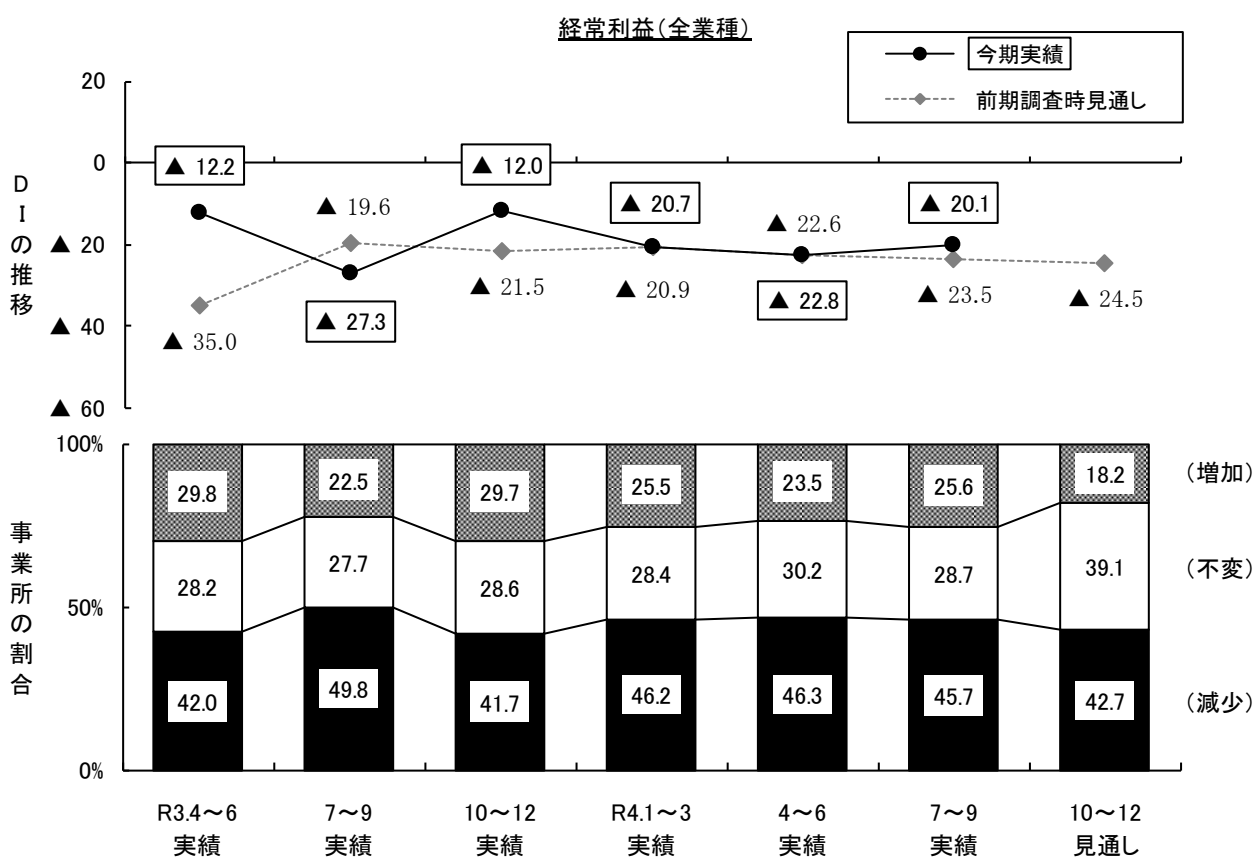 経常利益(全業種)
今期実績
前期調査時見通し
DIの推移
20
0
▲ 20
▲ 40
▲ 60
▲ 12.2
▲ 27.3
▲ 12.0
▲ 20.7
▲ 22.8
▲ 20.1
▲ 35.0
▲ 19.6
▲ 21.5
▲ 20.9
▲ 22.6
▲ 23.5
▲ 24.5
事業所の割合
100%
50%
0%
29.8 22.5 29.7 25.5 23.5 25.6 18.2 (増加)
28.2 27.7 28.6 28.4 30.2 28.7 39.1 (不変)
42.0 49.8 41.7 46.2 46.3 45.7 42.7 (減少)
R3.4~6 7~9 10~12 R4.1~3 4~6 7~9 10~12
実績 実績 実績 実績 実績 実績 見通し